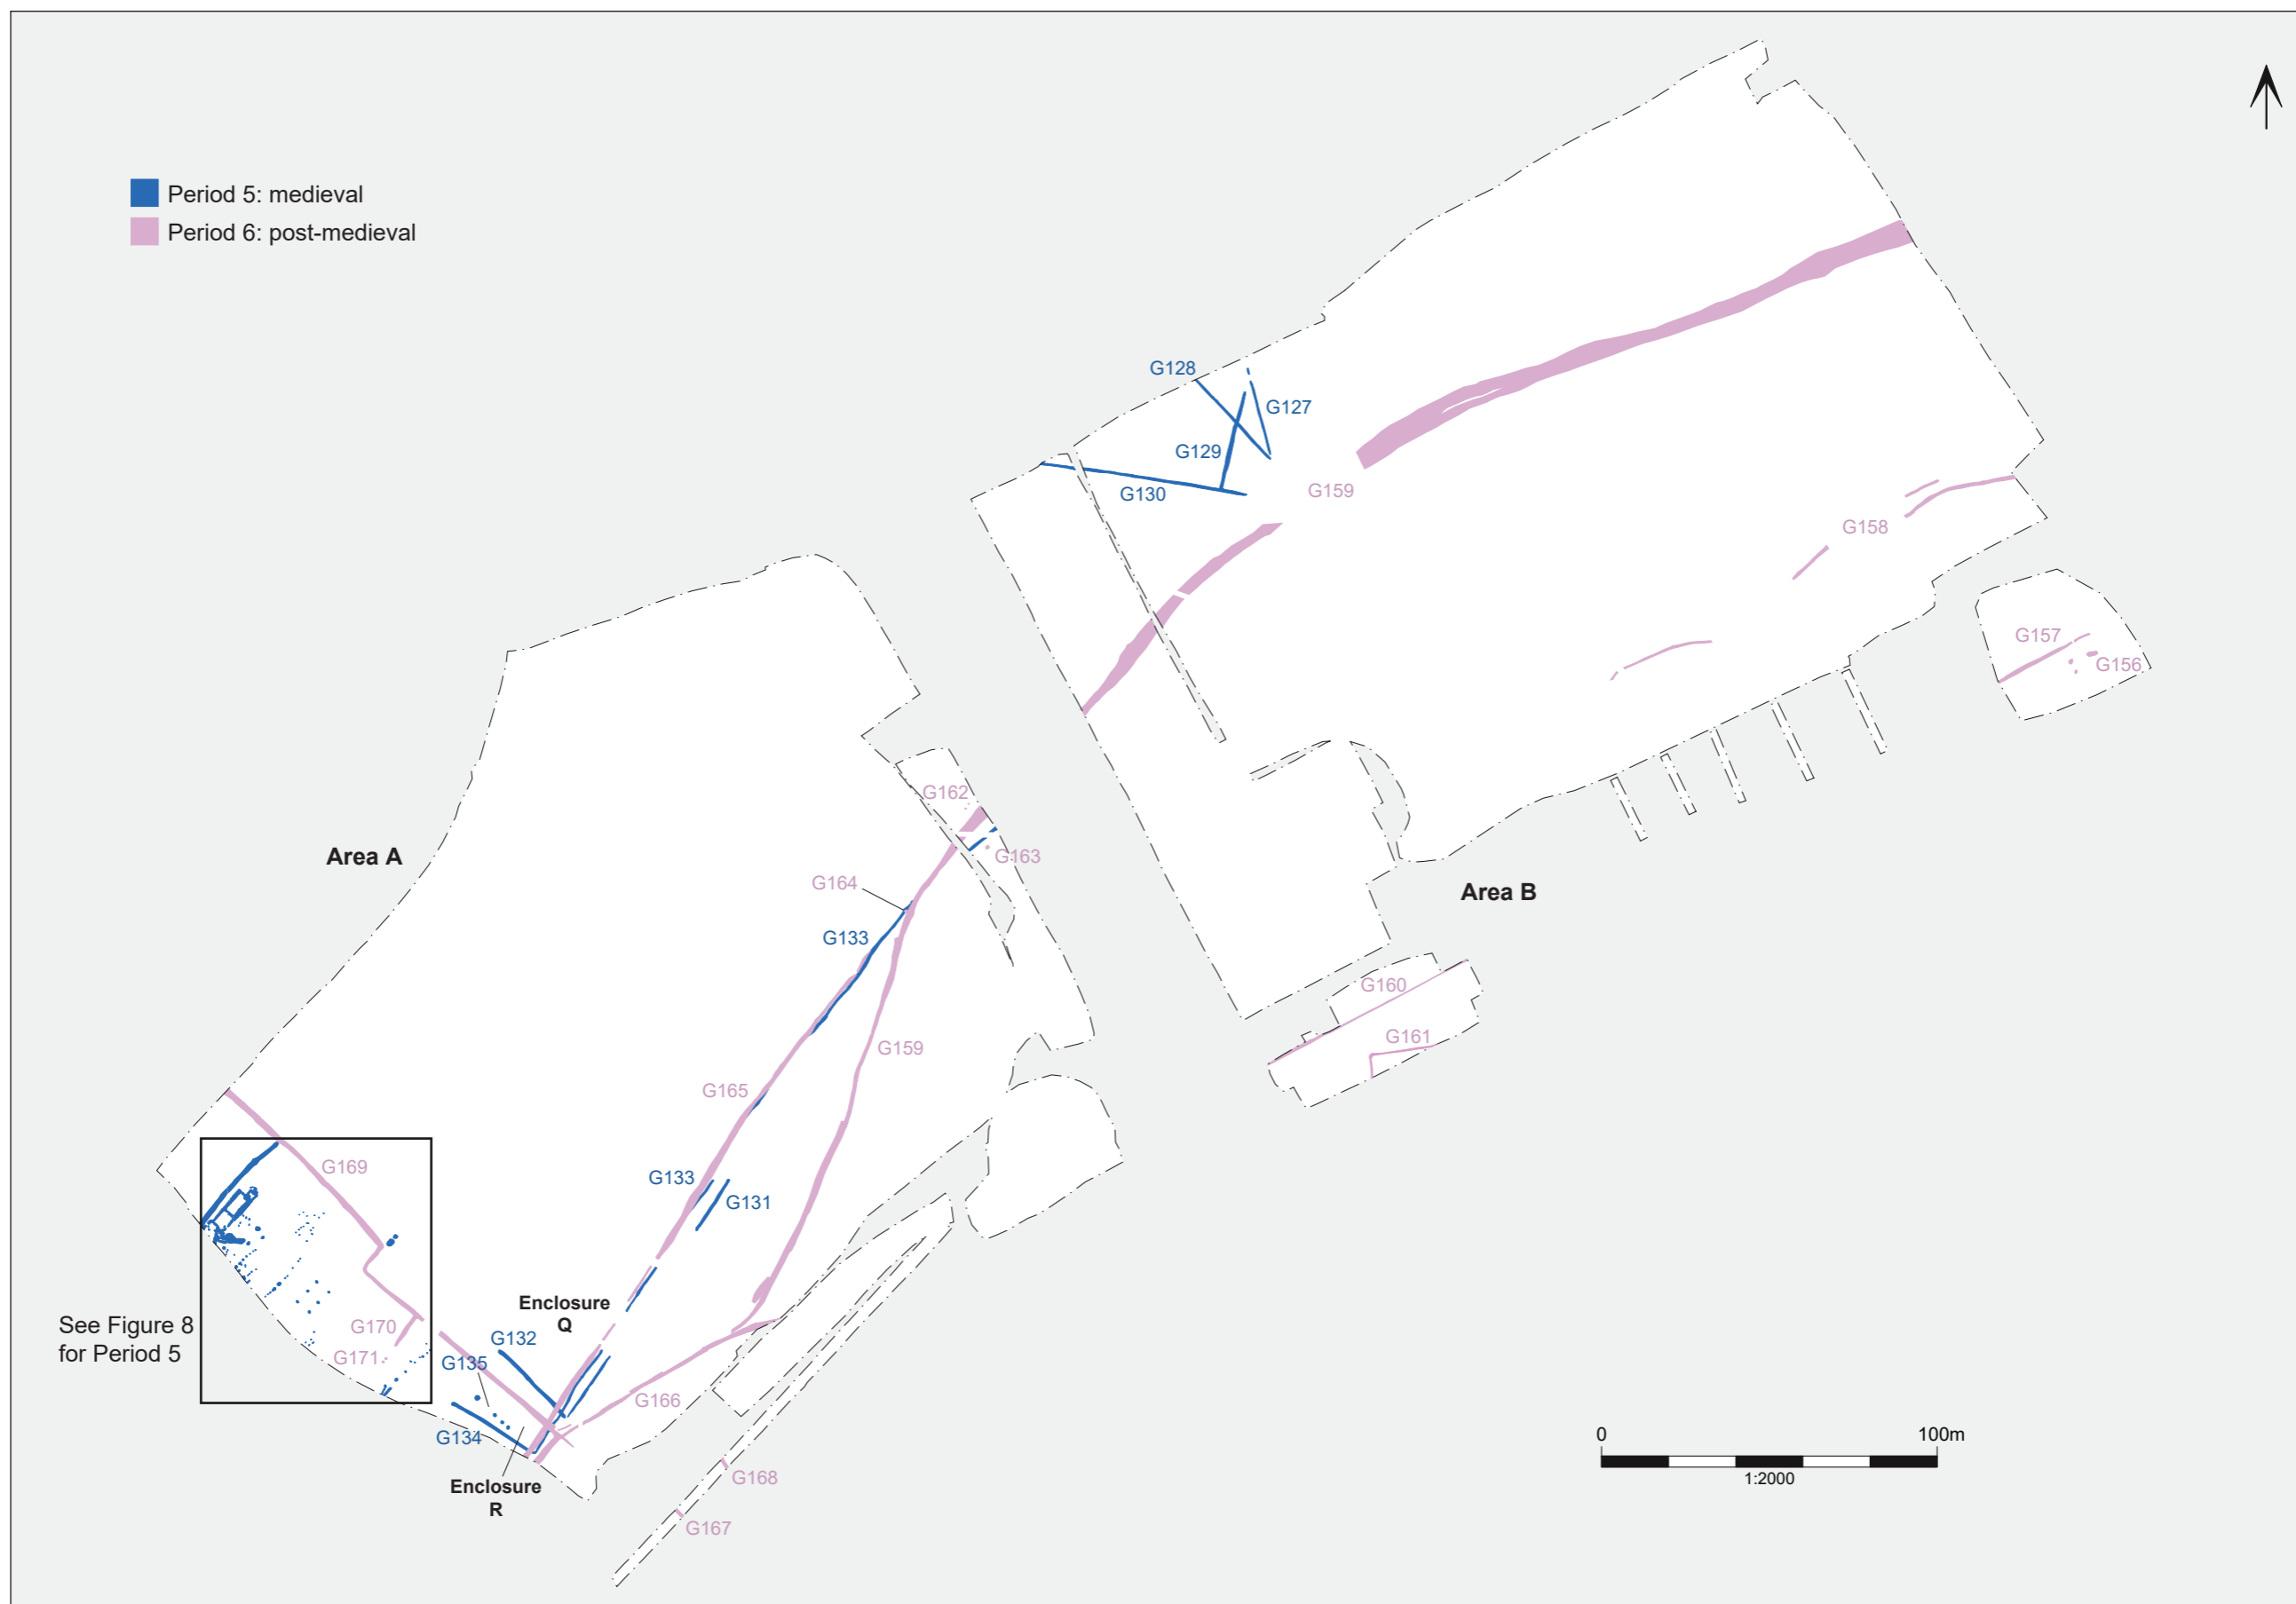 Period 5: medieval
Period 6: post-medieval
G128
G127
G129
G130
G159
G158
G157
G156
G162
G163
Area A
G164
Area B
G133
G160
G161
G159
G165
G169
G133
G131
Enclosure
Q
See Figure 8
for Period 5
G170
G132
G171
G135
G166
G134
Enclosure
R
G168
G167
0
100m
1:2000